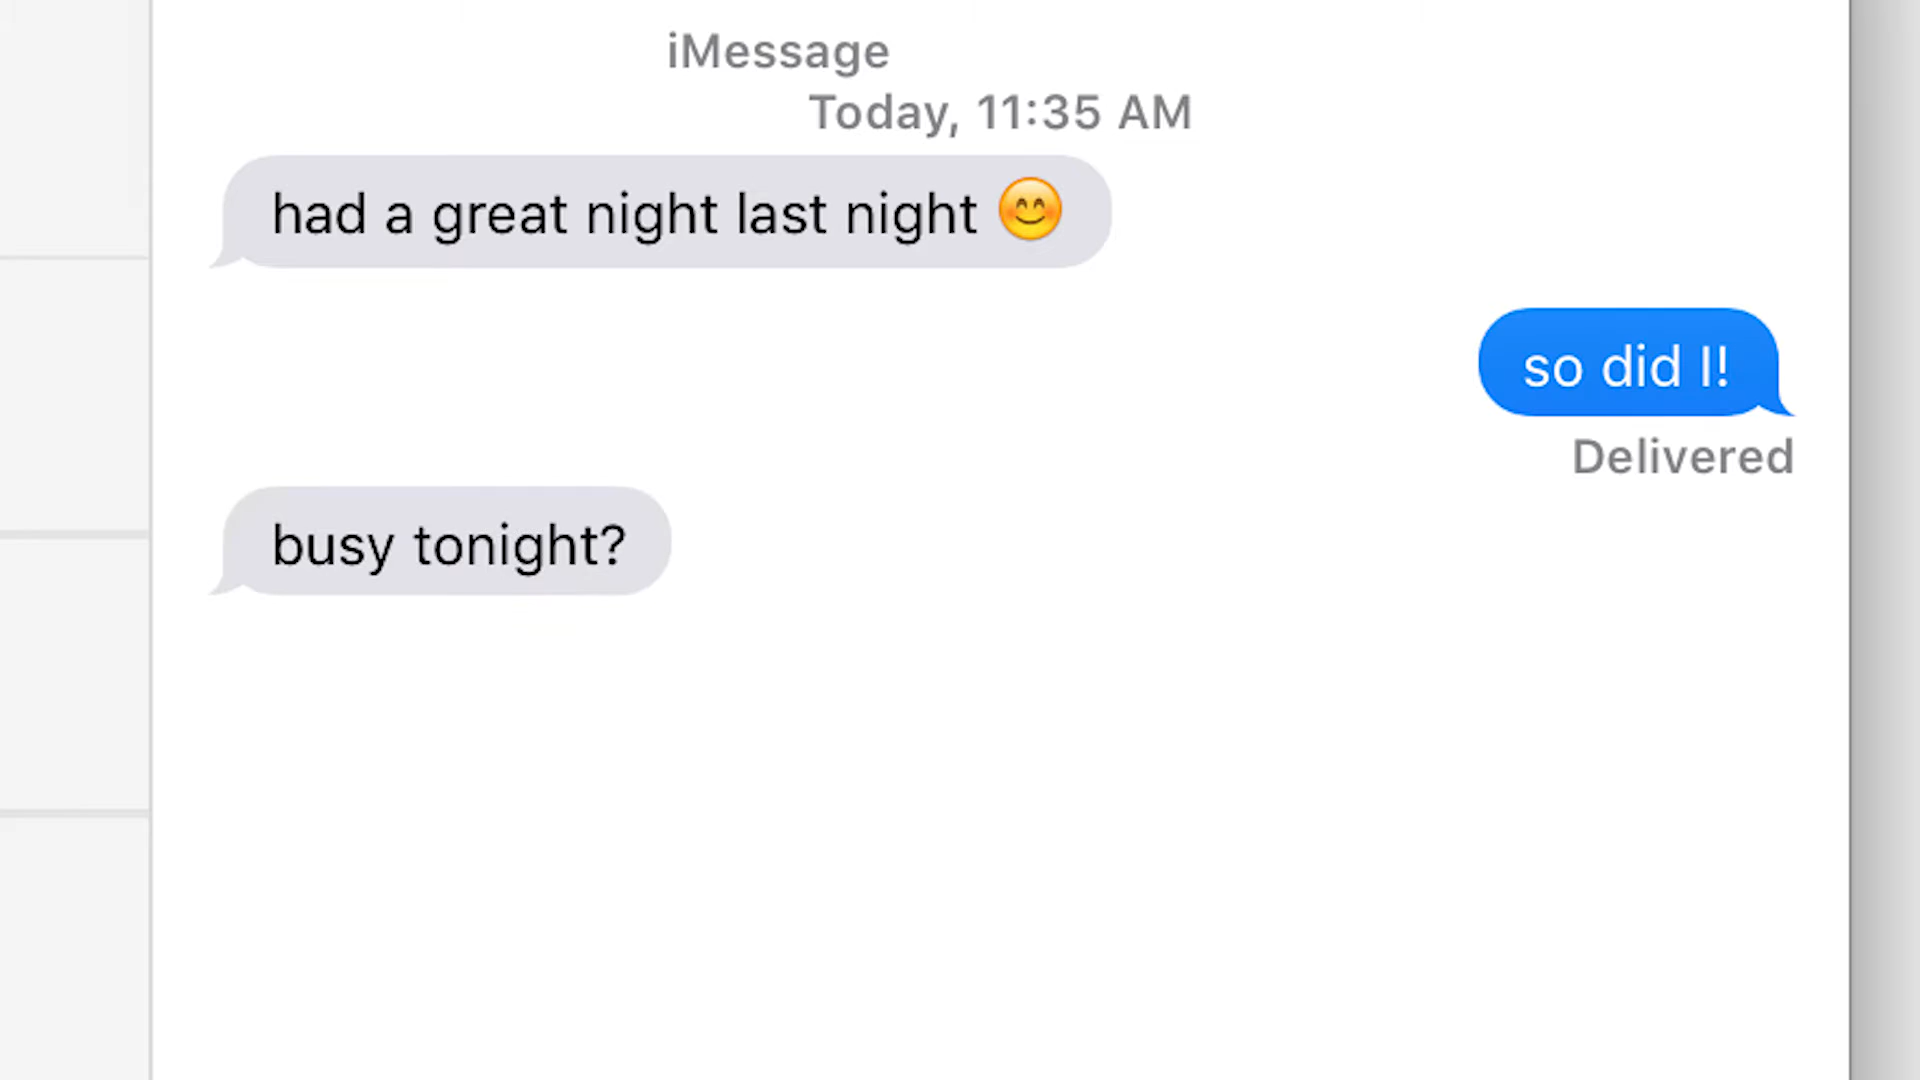 iMessage
Today, 11:35 AM
had a great night last night 😊
so did I!
Delivered
busy tonight?